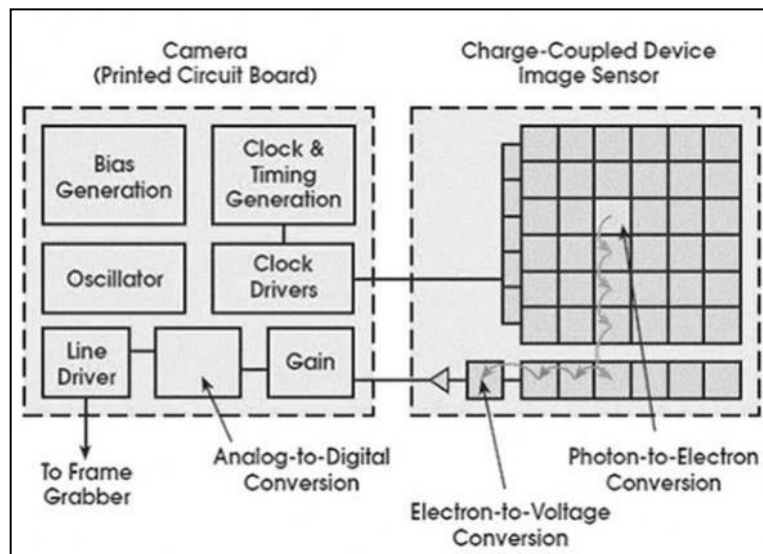 Camera
(Printed Circuit Board)
Charge-Coupled Device
Image Sensor
Bias
Generation
Clock &
Timing
Generation
Oscillator
Clock
Drivers
Line
Driver
Gain
To Frame
Grabber
Analog-to-Digital
Conversion
Electron-to-Voltage
Conversion
Photon-to-Electron
Conversion